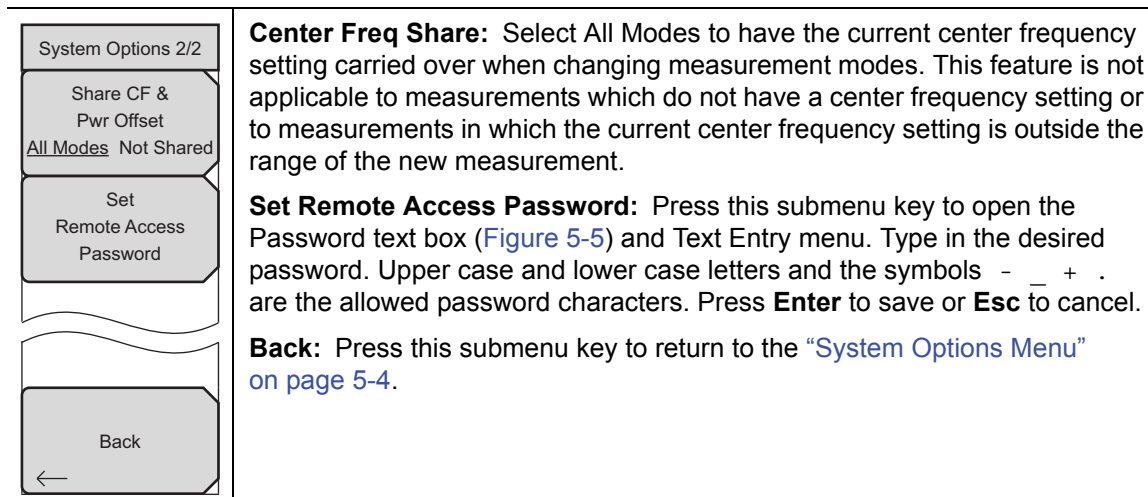 System Options 2/2
Share CF &
Pwr Offset
All Modes Not Shared
Set
Remote Access
Password
Back
Center Freq Share: Select All Modes to have the current center frequency
setting carried over when changing measurement modes. This feature is not
applicable to measurements which do not have a center frequency setting or
to measurements in which the current center frequency setting is outside the
range of the new measurement.
Set Remote Access Password: Press this submenu key to open the
Password text box (Figure 5-5) and Text Entry menu. Type in the desired
password. Upper case and lower case letters and the symbols - _ + .
are the allowed password characters. Press Enter to save or Esc to cancel.
Back: Press this submenu key to return to the “System Options Menu”
on page 5-4.